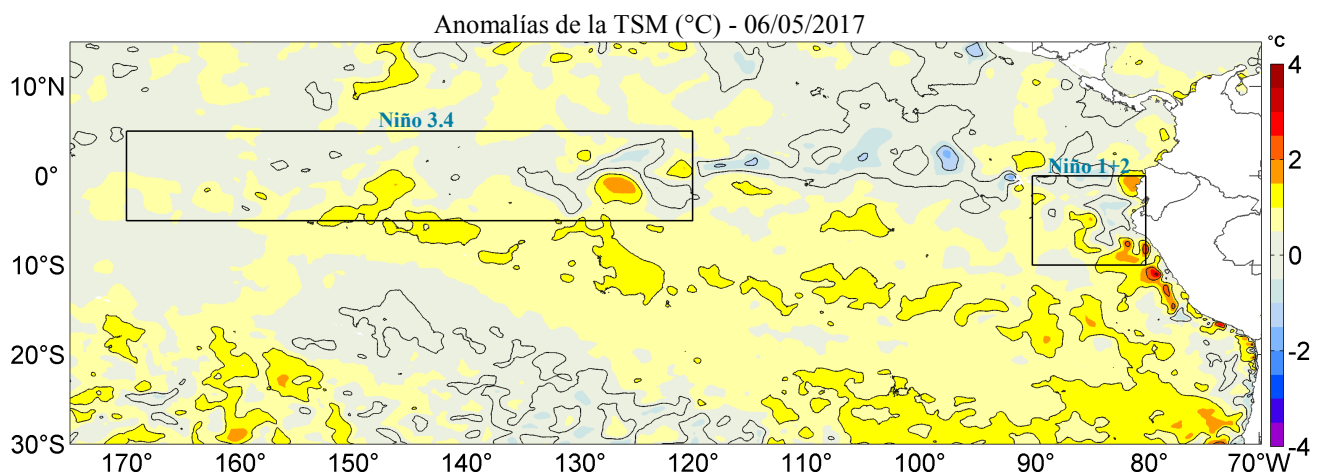 Anomalías de la TSM (°C) - 06/05/2017
°C
10°N
0°
10°S
20°S
30°S
Niño 3.4
Niño 1+2
4
2
0
-2
-4
170 160 150 140 130 120 110 100 90 80 70W